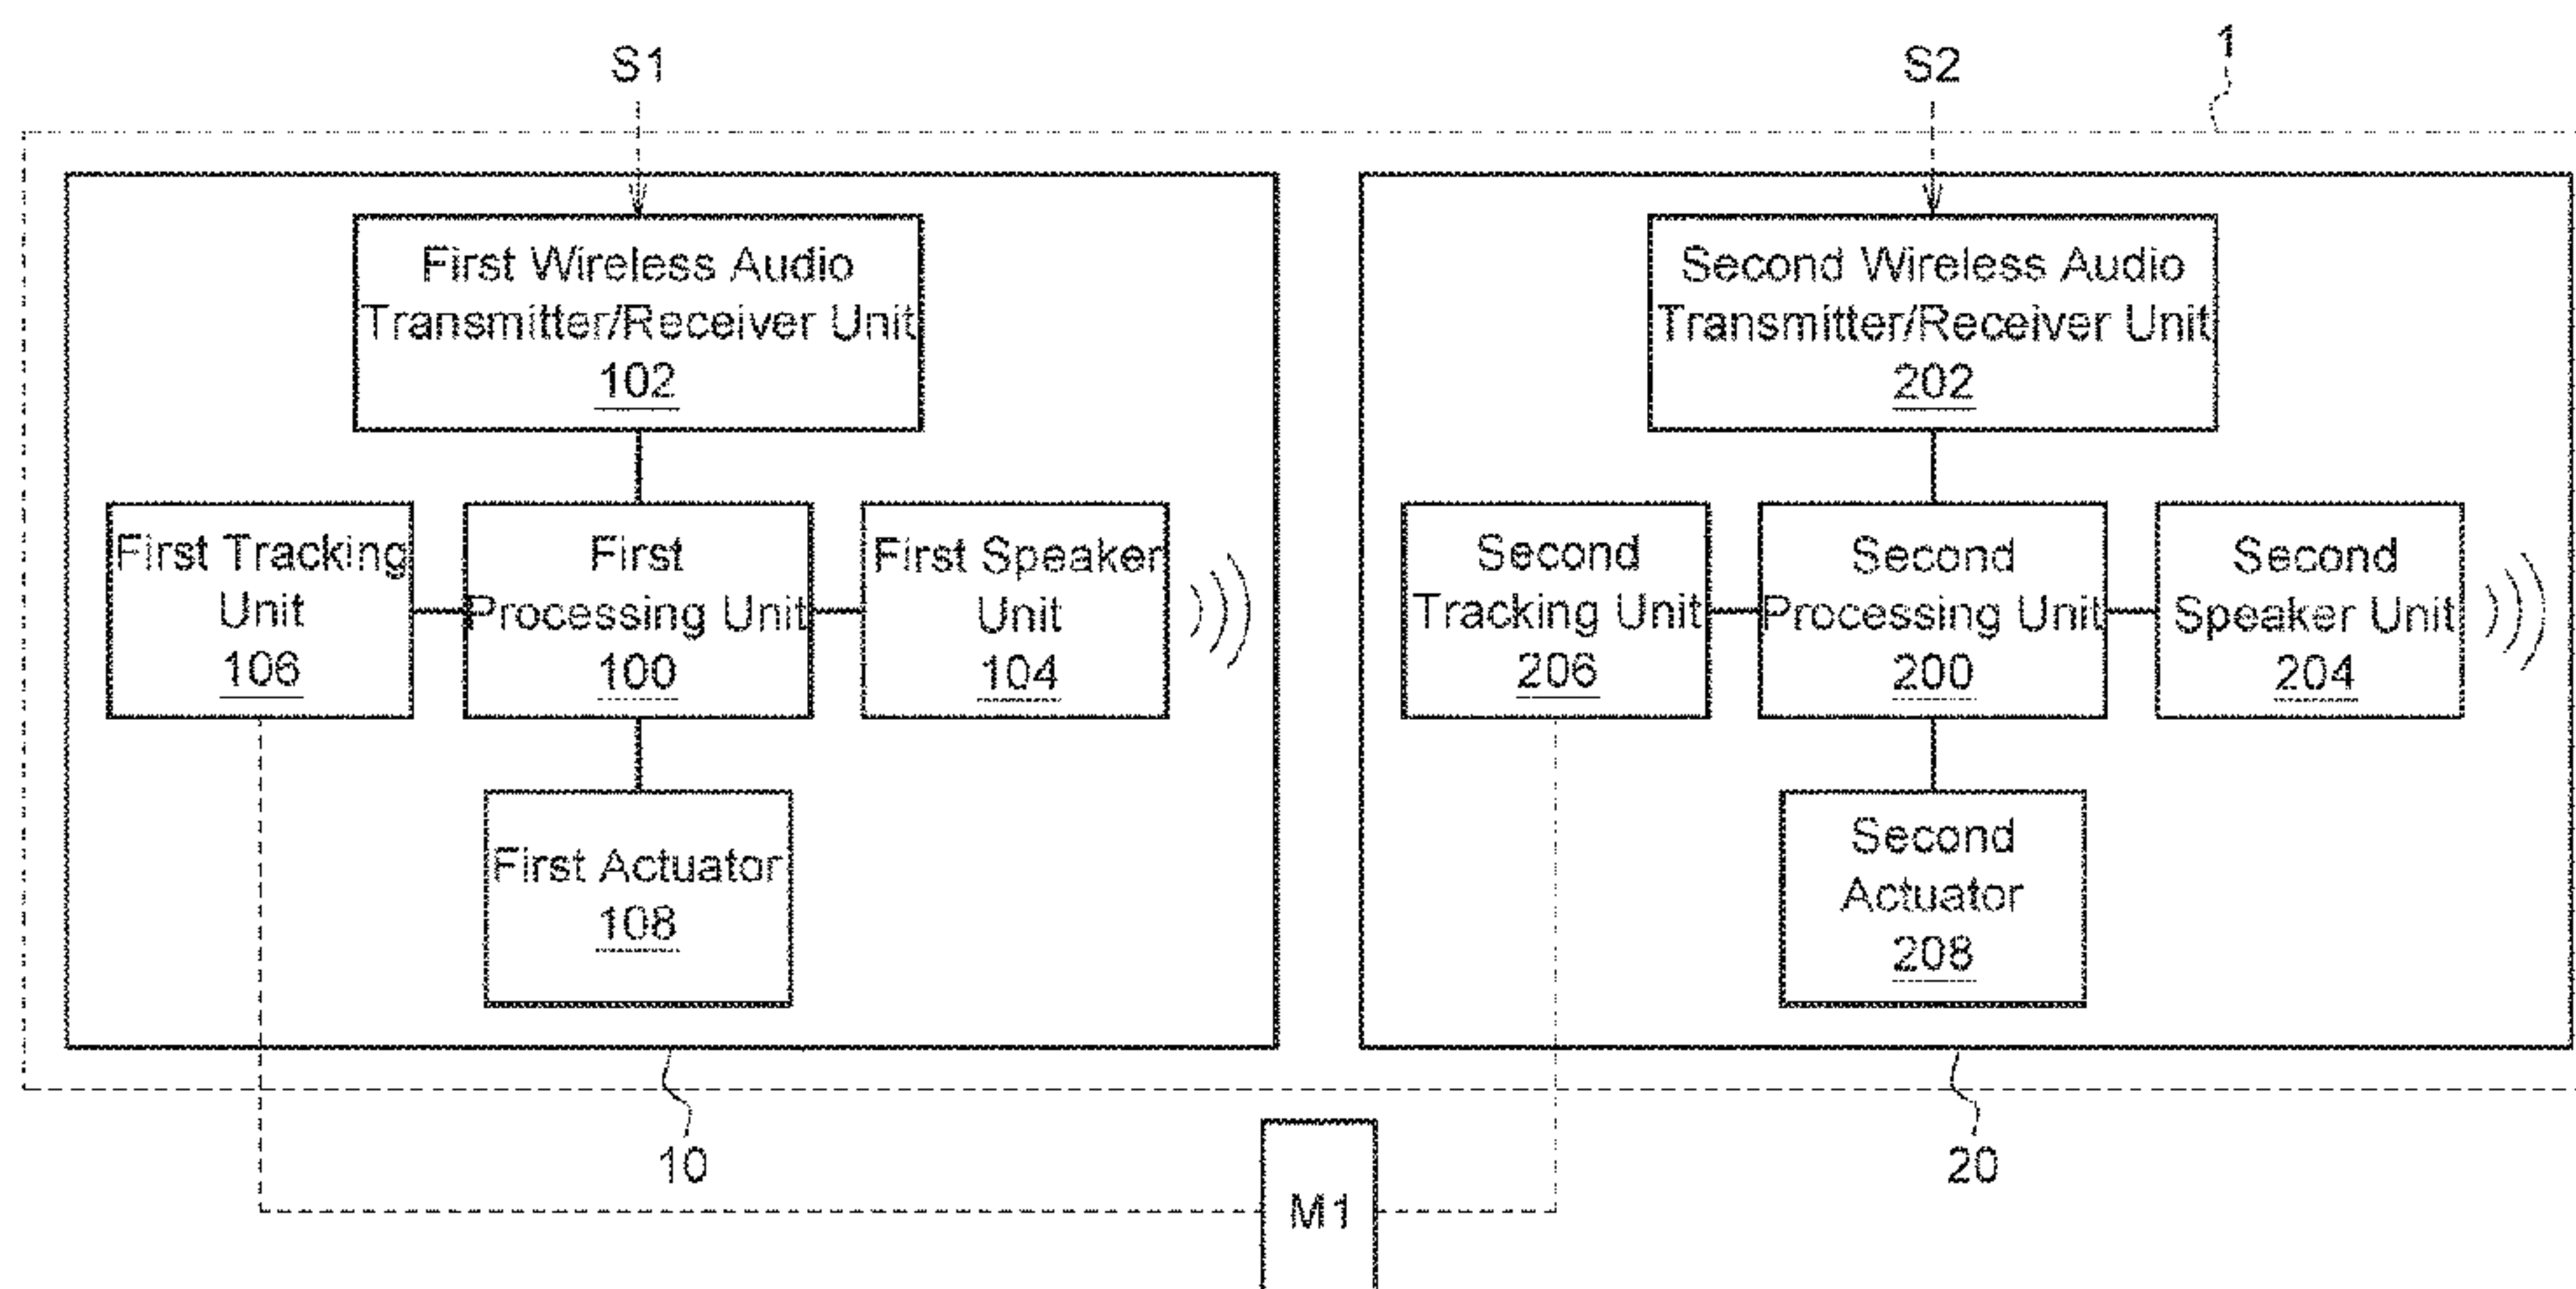 S1
S2
1
First Wireless Audio
Transmitter/Receiver Unit
102
First Tracking
Unit
106
First
Processing Unit
100
First Speaker
Unit
104
First Actuator
108
Second Wireless Audio
Transmitter/Receiver Unit
202
Second
Tracking Unit
206
Second
Processing Unit
200
Second
Speaker Unit
204
Second
Actuator
208
10
20
M1